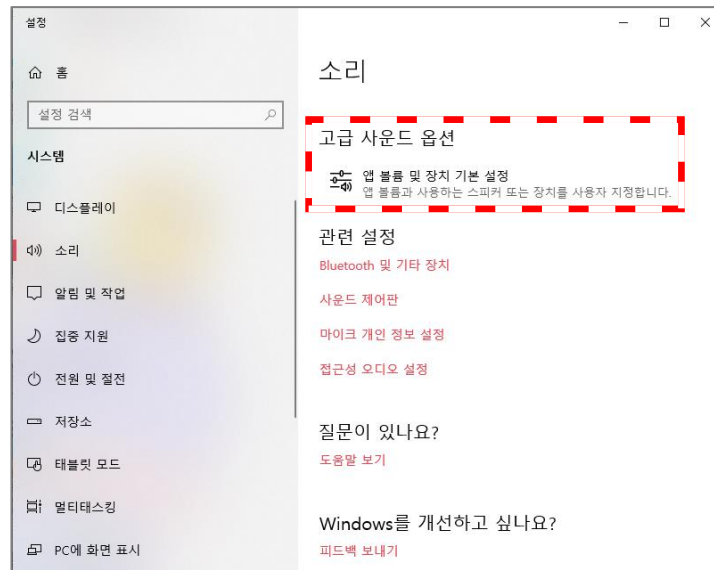 설정
홈
설정 검색
시스템
디스플레이
소리
알림 및 작업
집중 지원
전원 및 절전
저장소
태블릿 모드
멀티태스킹
PC에 화면 표시
소리
고급 사운드 옵션
앱 볼륨 및 장치 기본 설정
앱 볼륨과 사용하는 스피커 또는 장치를 사용자 지정합니다.
관련 설정
Bluetooth 및 기타 장치
사운드 제어판
마이크 개인 정보 설정
접근성 오디오 설정
질문이 있나요?
도움말 보기
Windows를 개선하고 싶나요?
피드백 보내기